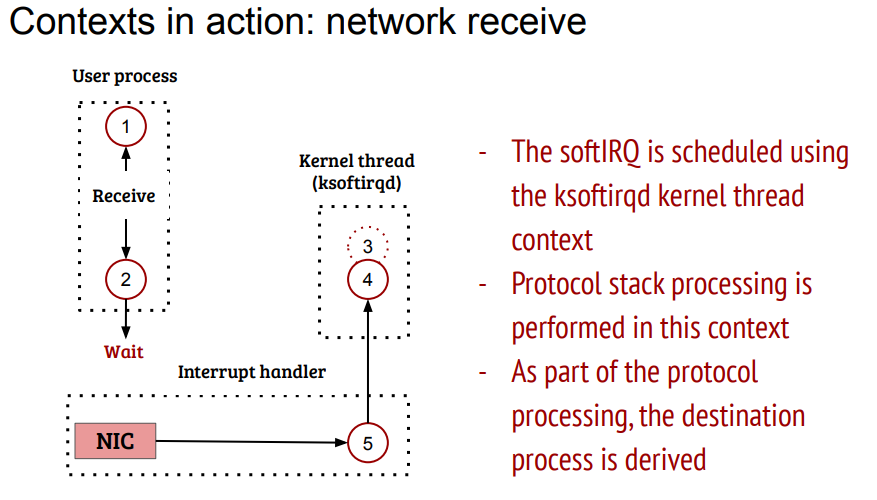 Contexts in action: network receive
User process
1
Receive
2
Wait
Kernel thread
(ksoftirqd)
3
4
Interrupt handler
NIC
5
- The softIRQ is scheduled using
the ksoftirqd kernel thread
context
- Protocol stack processing is
performed in this context
- As part of the protocol
processing, the destination
process is derived